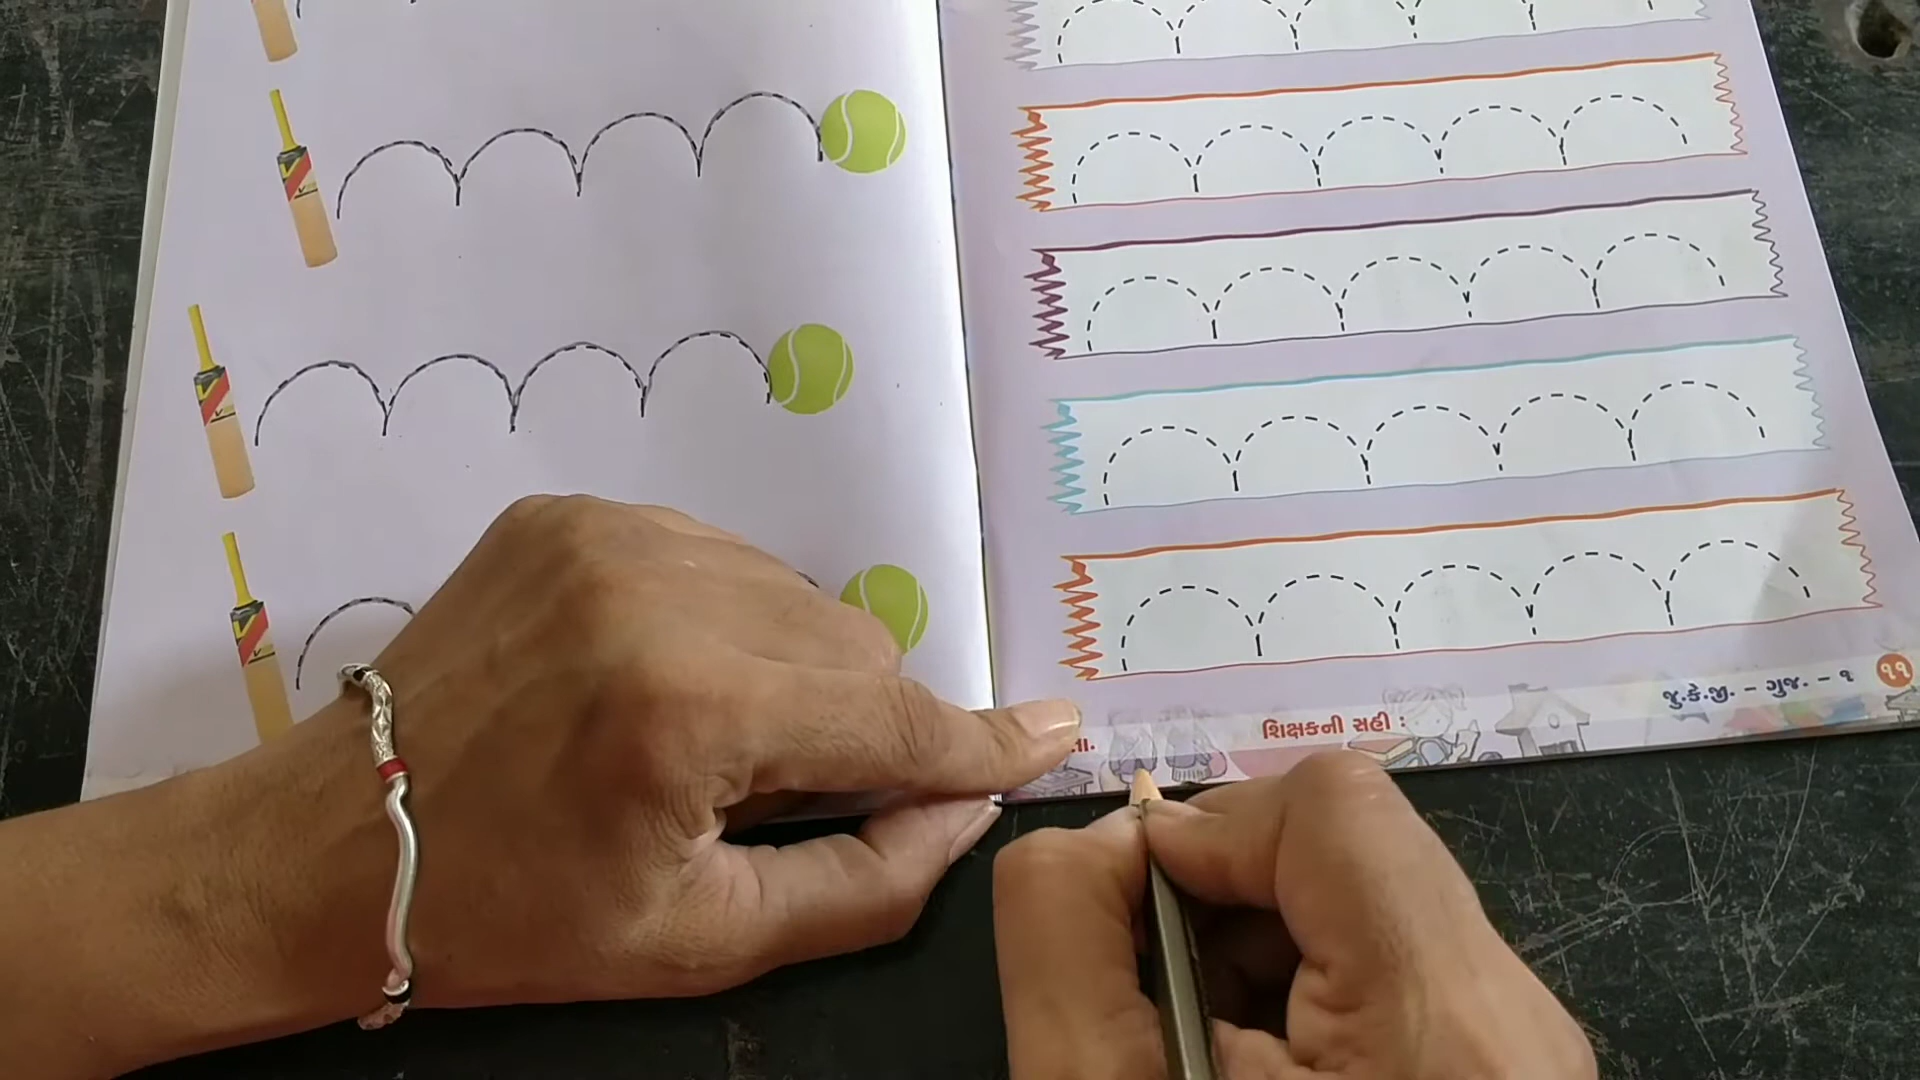 તા.
શિક્ષકની સહી :
જુ.કે.જી. - ગુજ. - ૧
૧૧